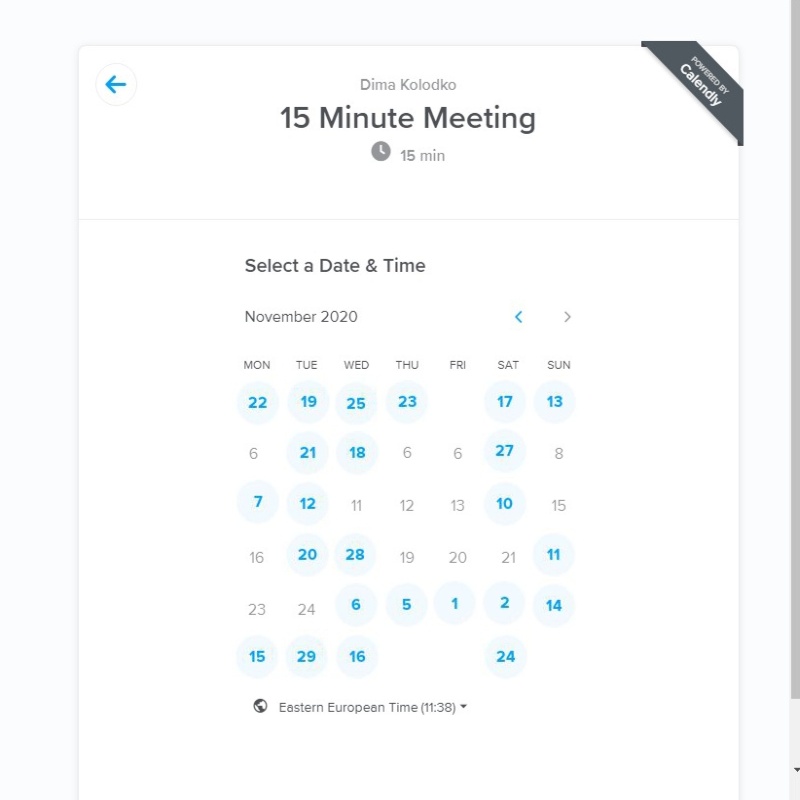 Dima Kolodko
POWERED BY
Calendly
15 Minute Meeting
15 min
Select a Date & Time
November 2020
MON TUE WED THU FRI SAT SUN
22 19 25 23 17 13
6 21 18 6 6 27 8
7 12 11 12 13 10 15
16 20 28 19 20 21 11
23 24 6 5 1 2 14
15 29 16 24
Eastern European Time (11:38)